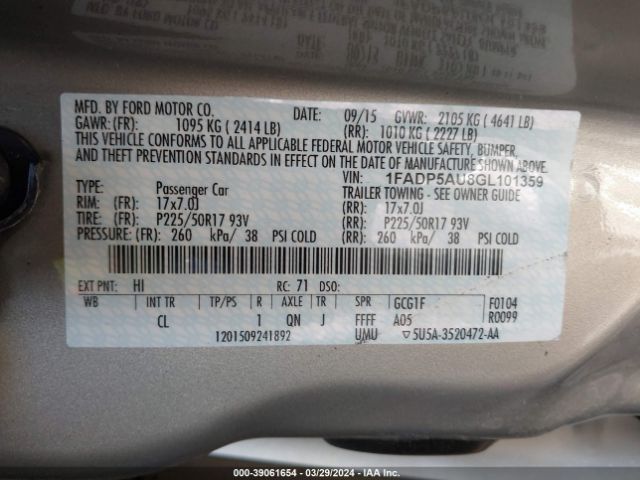 MFD. BY FORD MOTOR CO.
DATE: 09/15 GVWR: 2105 KG ( 4641 LB)
GAWR: (FR): 1095 KG ( 2414 LB) (RR): 1010 KG ( 2227 LB)
THIS VEHICLE CONFORMS TO ALL APPLICABLE FEDERAL MOTOR VEHICLE SAFETY, BUMPER,
AND THEFT PREVENTION STANDARDS IN EFFECT ON THE DATE OF MANUFACTURE SHOWN ABOVE.
VIN: 1FADP5AU8GL101359
TYPE: Passenger Car TRAILER TOWING - SEE OWNER GUIDE
RIM: (FR): 17x7.0J (RR): 17x7.0J
TIRE: (FR): P225/50R17 93V (RR): P225/50R17 93V
PRESSURE: (FR): 260 kPa/ 38 PSI COLD (RR): 260 kPa/ 38 PSI COLD
EXT PNT: HI RC: 71 DSO:
WB INT TR TP/PS R AXLE TR SPR GCG1F F0104
CL 1 QN J FFFF A05 R0099
1201509241892 UMU ▽5U5A-3520472-AA
000-39061654 - 03/29/2024 - IAA Inc.